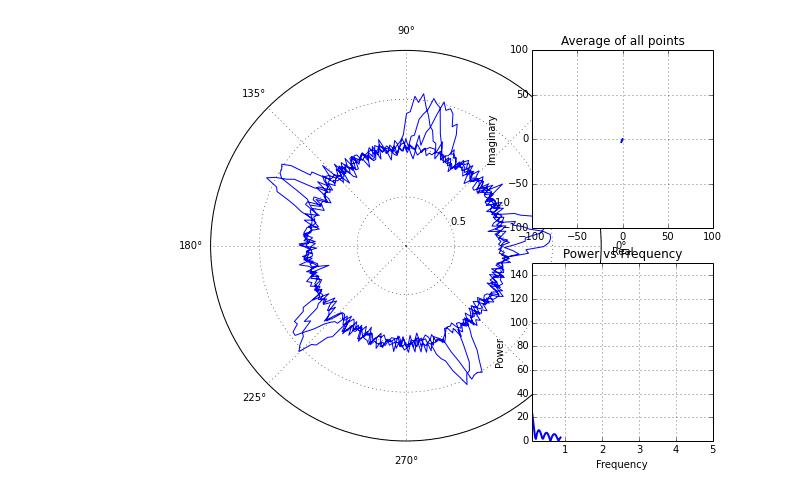 90°
135°
180°
225°
270°
0°
0.5
1.0
Average of all points
Imaginary
100
50
0
−50
−100
−100 −50 0 50 100
Real
Power vs Frequency
Power
140
120
100
80
60
40
20
0
1 2 3 4 5
Frequency